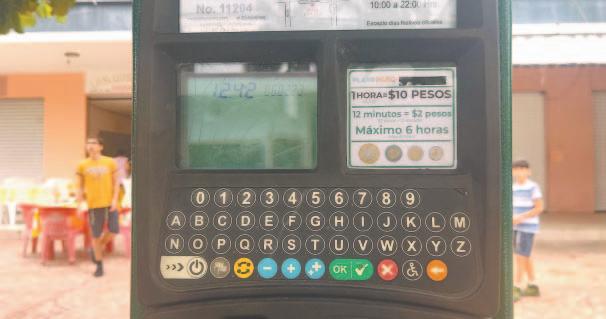 No. 11204
10:00 a 22:00 Hrs.
Excepto días festivos oficiales
12:42
1 HORA=$10 PESOS
12 minutos = $2 pesos
Máximo 6 horas
0 1 2 3 4 5 6 7 8 9
A B C D E F G H I J K L M
N O P Q R S T U V W X Y Z
>>> - + ++ OK